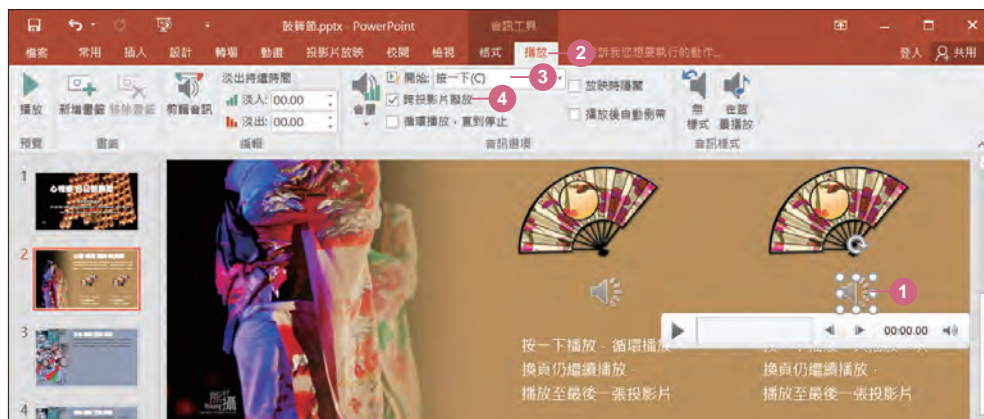 鼓舞節.pptx - PowerPoint
音訊工具
檔案 常用 插入 設計 轉場 動畫 投影片放映 校閱 檢視 格式 播放 2 訴我您想要執行的動作... 登入 共用
播放
新增書籤 移除書籤
剪輯音訊
淡出持續時間
淡入: 00.00
淡出: 00.00
音量
開始: 按一下(C) 3
跨投影片撥放 4
循環播放，直到停止
放映時隱藏
播放後自動倒帶
無樣式
在背景播放
預覽 書籤 編輯 音訊選項 音訊樣式
1
2
3
4
1
00:00.00
按一下播放﹒循環播放
換頁仍繼續播放﹒
播放至最後一張投影片
換頁仍繼續播放﹒
播放至最後一張投影片